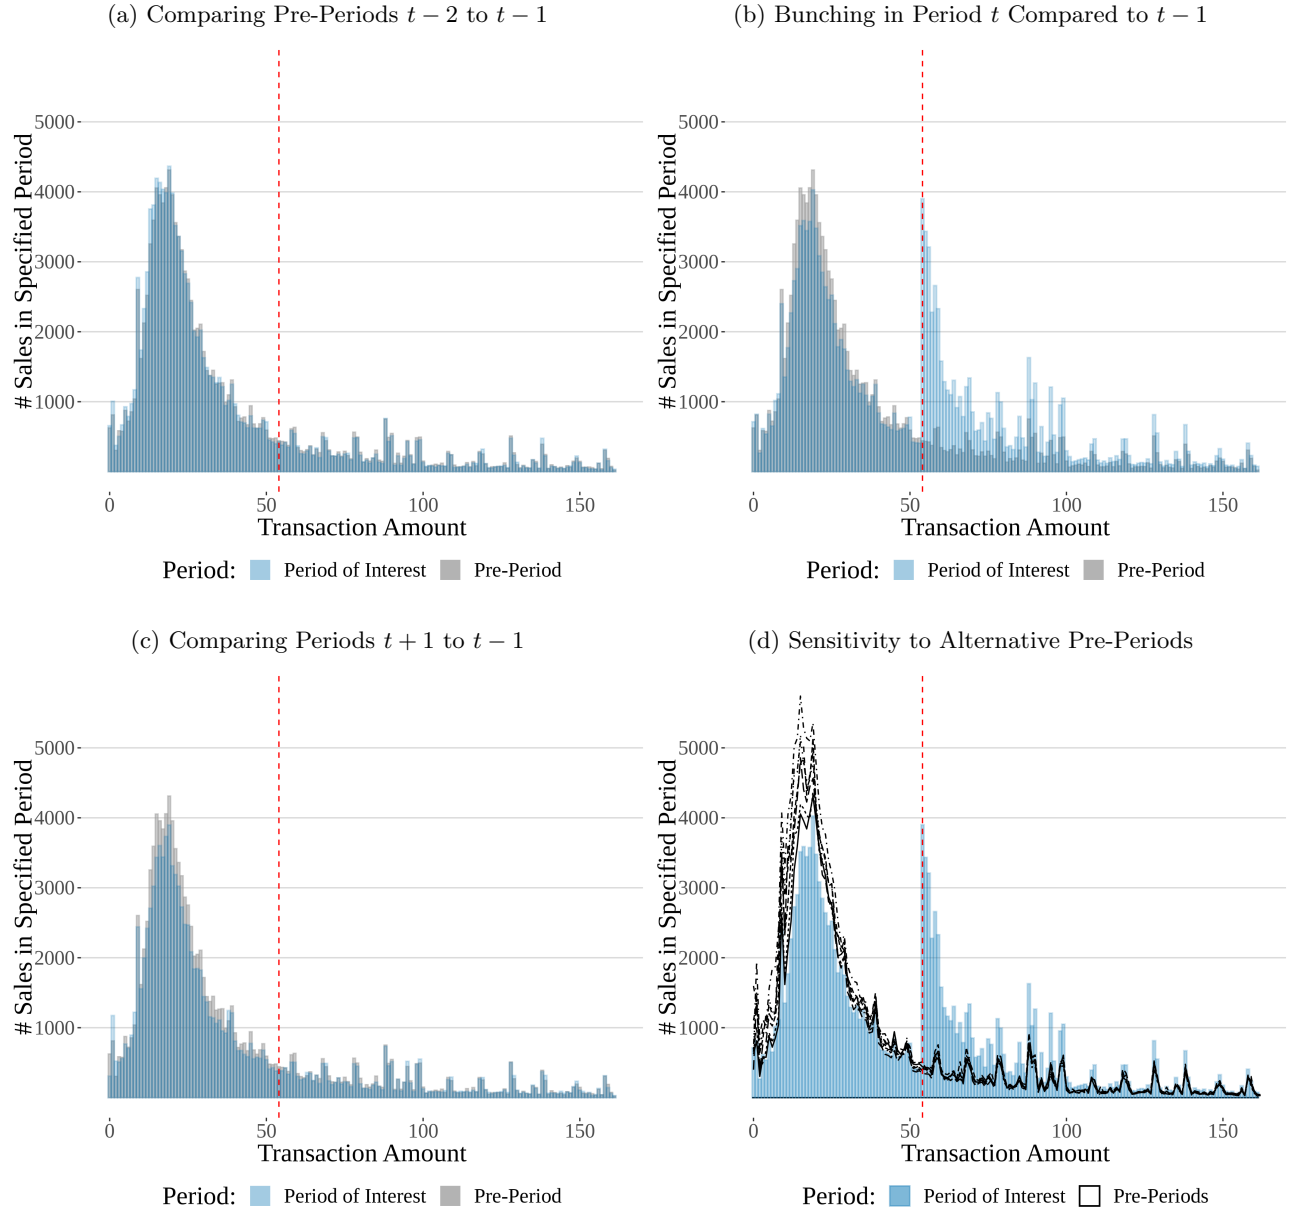 (a) Comparing Pre-Periods t − 2 to t − 1
# Sales in Specified Period
5000
4000
3000
2000
1000
0 50 100 150
Transaction Amount
Period: Period of Interest Pre-Period
(b) Bunching in Period t Compared to t − 1
# Sales in Specified Period
5000
4000
3000
2000
1000
0 50 100 150
Transaction Amount
Period: Period of Interest Pre-Period
(c) Comparing Periods t + 1 to t − 1
# Sales in Specified Period
5000
4000
3000
2000
1000
0 50 100 150
Transaction Amount
Period: Period of Interest Pre-Period
(d) Sensitivity to Alternative Pre-Periods
# Sales in Specified Period
5000
4000
3000
2000
1000
0 50 100 150
Transaction Amount
Period: Period of Interest Pre-Periods